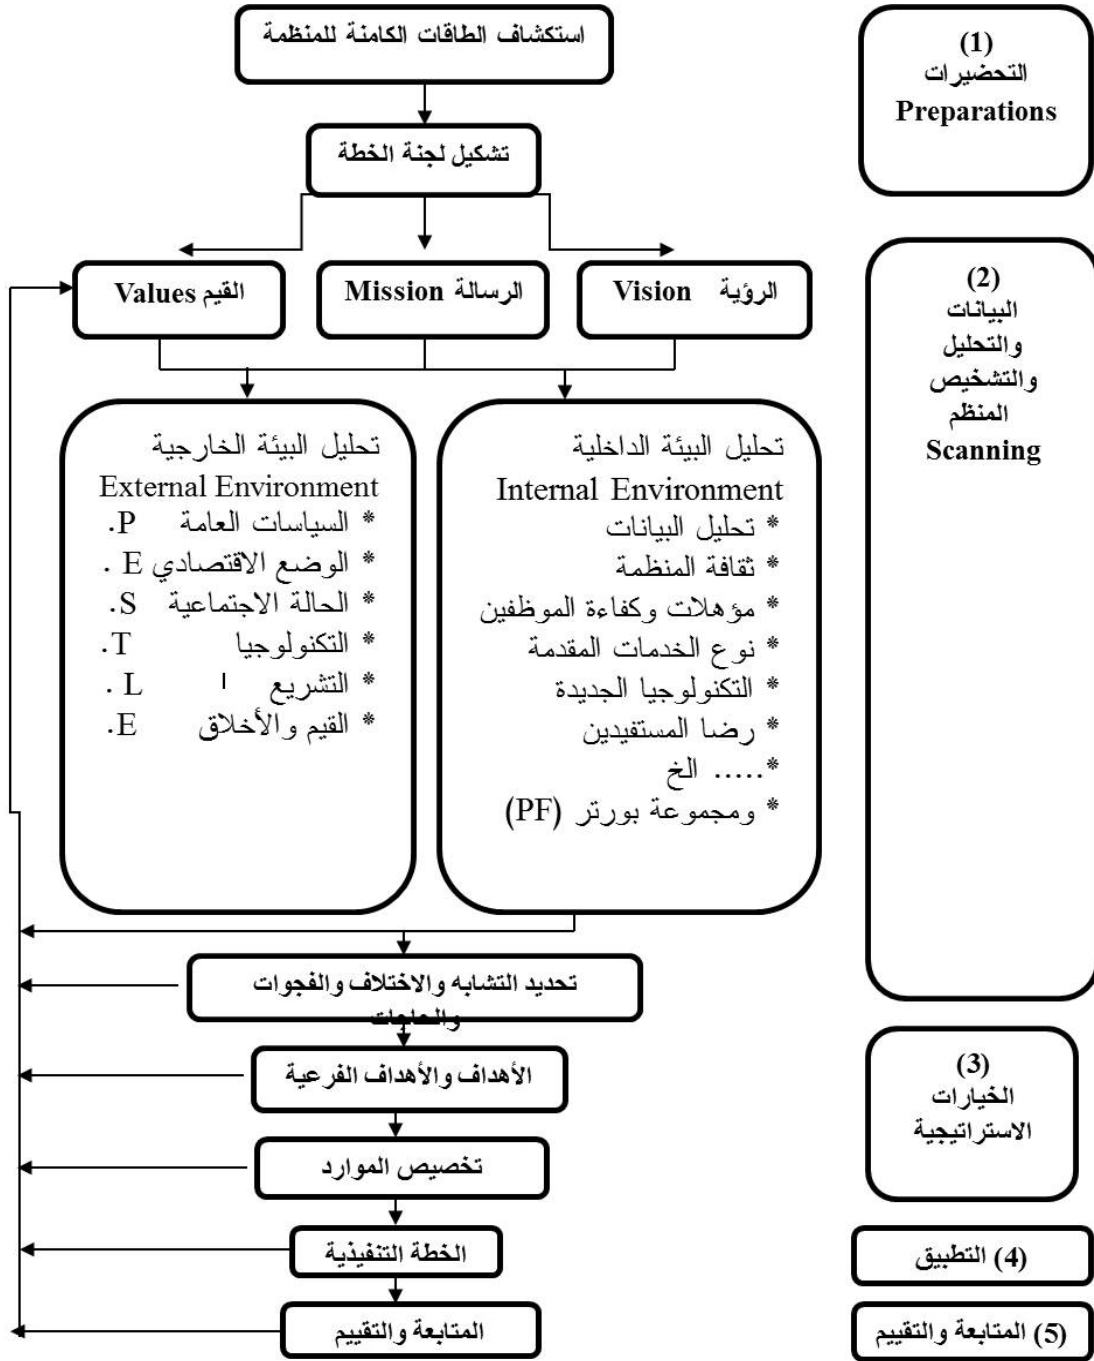 استكشاف الطاقات الكامنة للمنظمة
(1)
التحضيرات
Preparations
تشكيل لجنة الخطة
الرؤية Vision
الرسالة Mission
القيم Values
(2)
البيانات
والتحليل
والتشخيص
المنظم
Scanning
تحليل البيئة الداخلية
Internal Environment
* تحليل البيانات
* ثقافة المنظمة
* مؤهلات وكفاءة الموظفين
* نوع الخدمات المقدمة
* التكنولوجيا الجديدة
* رضا المستفيدين
*..... الخ
* ومجموعة بورتر (PF)
تحليل البيئة الخارجية
External Environment
* السياسات العامة P.
* الوضع الاقتصادي E .
* الحالة الاجتماعية S.
* التكنولوجيا T.
* التشريع ا L .
* القيم والأخلاق E.
تحديد التشابه والاختلاف والفجوات
والحاجات
الأهداف والأهداف الفرعية
(3)
الخيارات
الاستراتيجية
تخصيص الموارد
الخطة التنفيذية
(4) التطبيق
المتابعة والتقييم
(5) المتابعة والتقييم